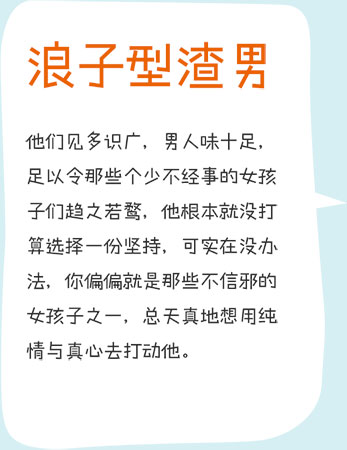 浪子型渣男
他们见多识广，男人味十足，
足以令那些个少不经事的女孩
子们趋之若鹜，他根本就没打
算选择一份坚持，可实在没办
法，你偏偏就是那些不信邪的
女孩子之一，总天真地想用纯
情与真心去打动他。